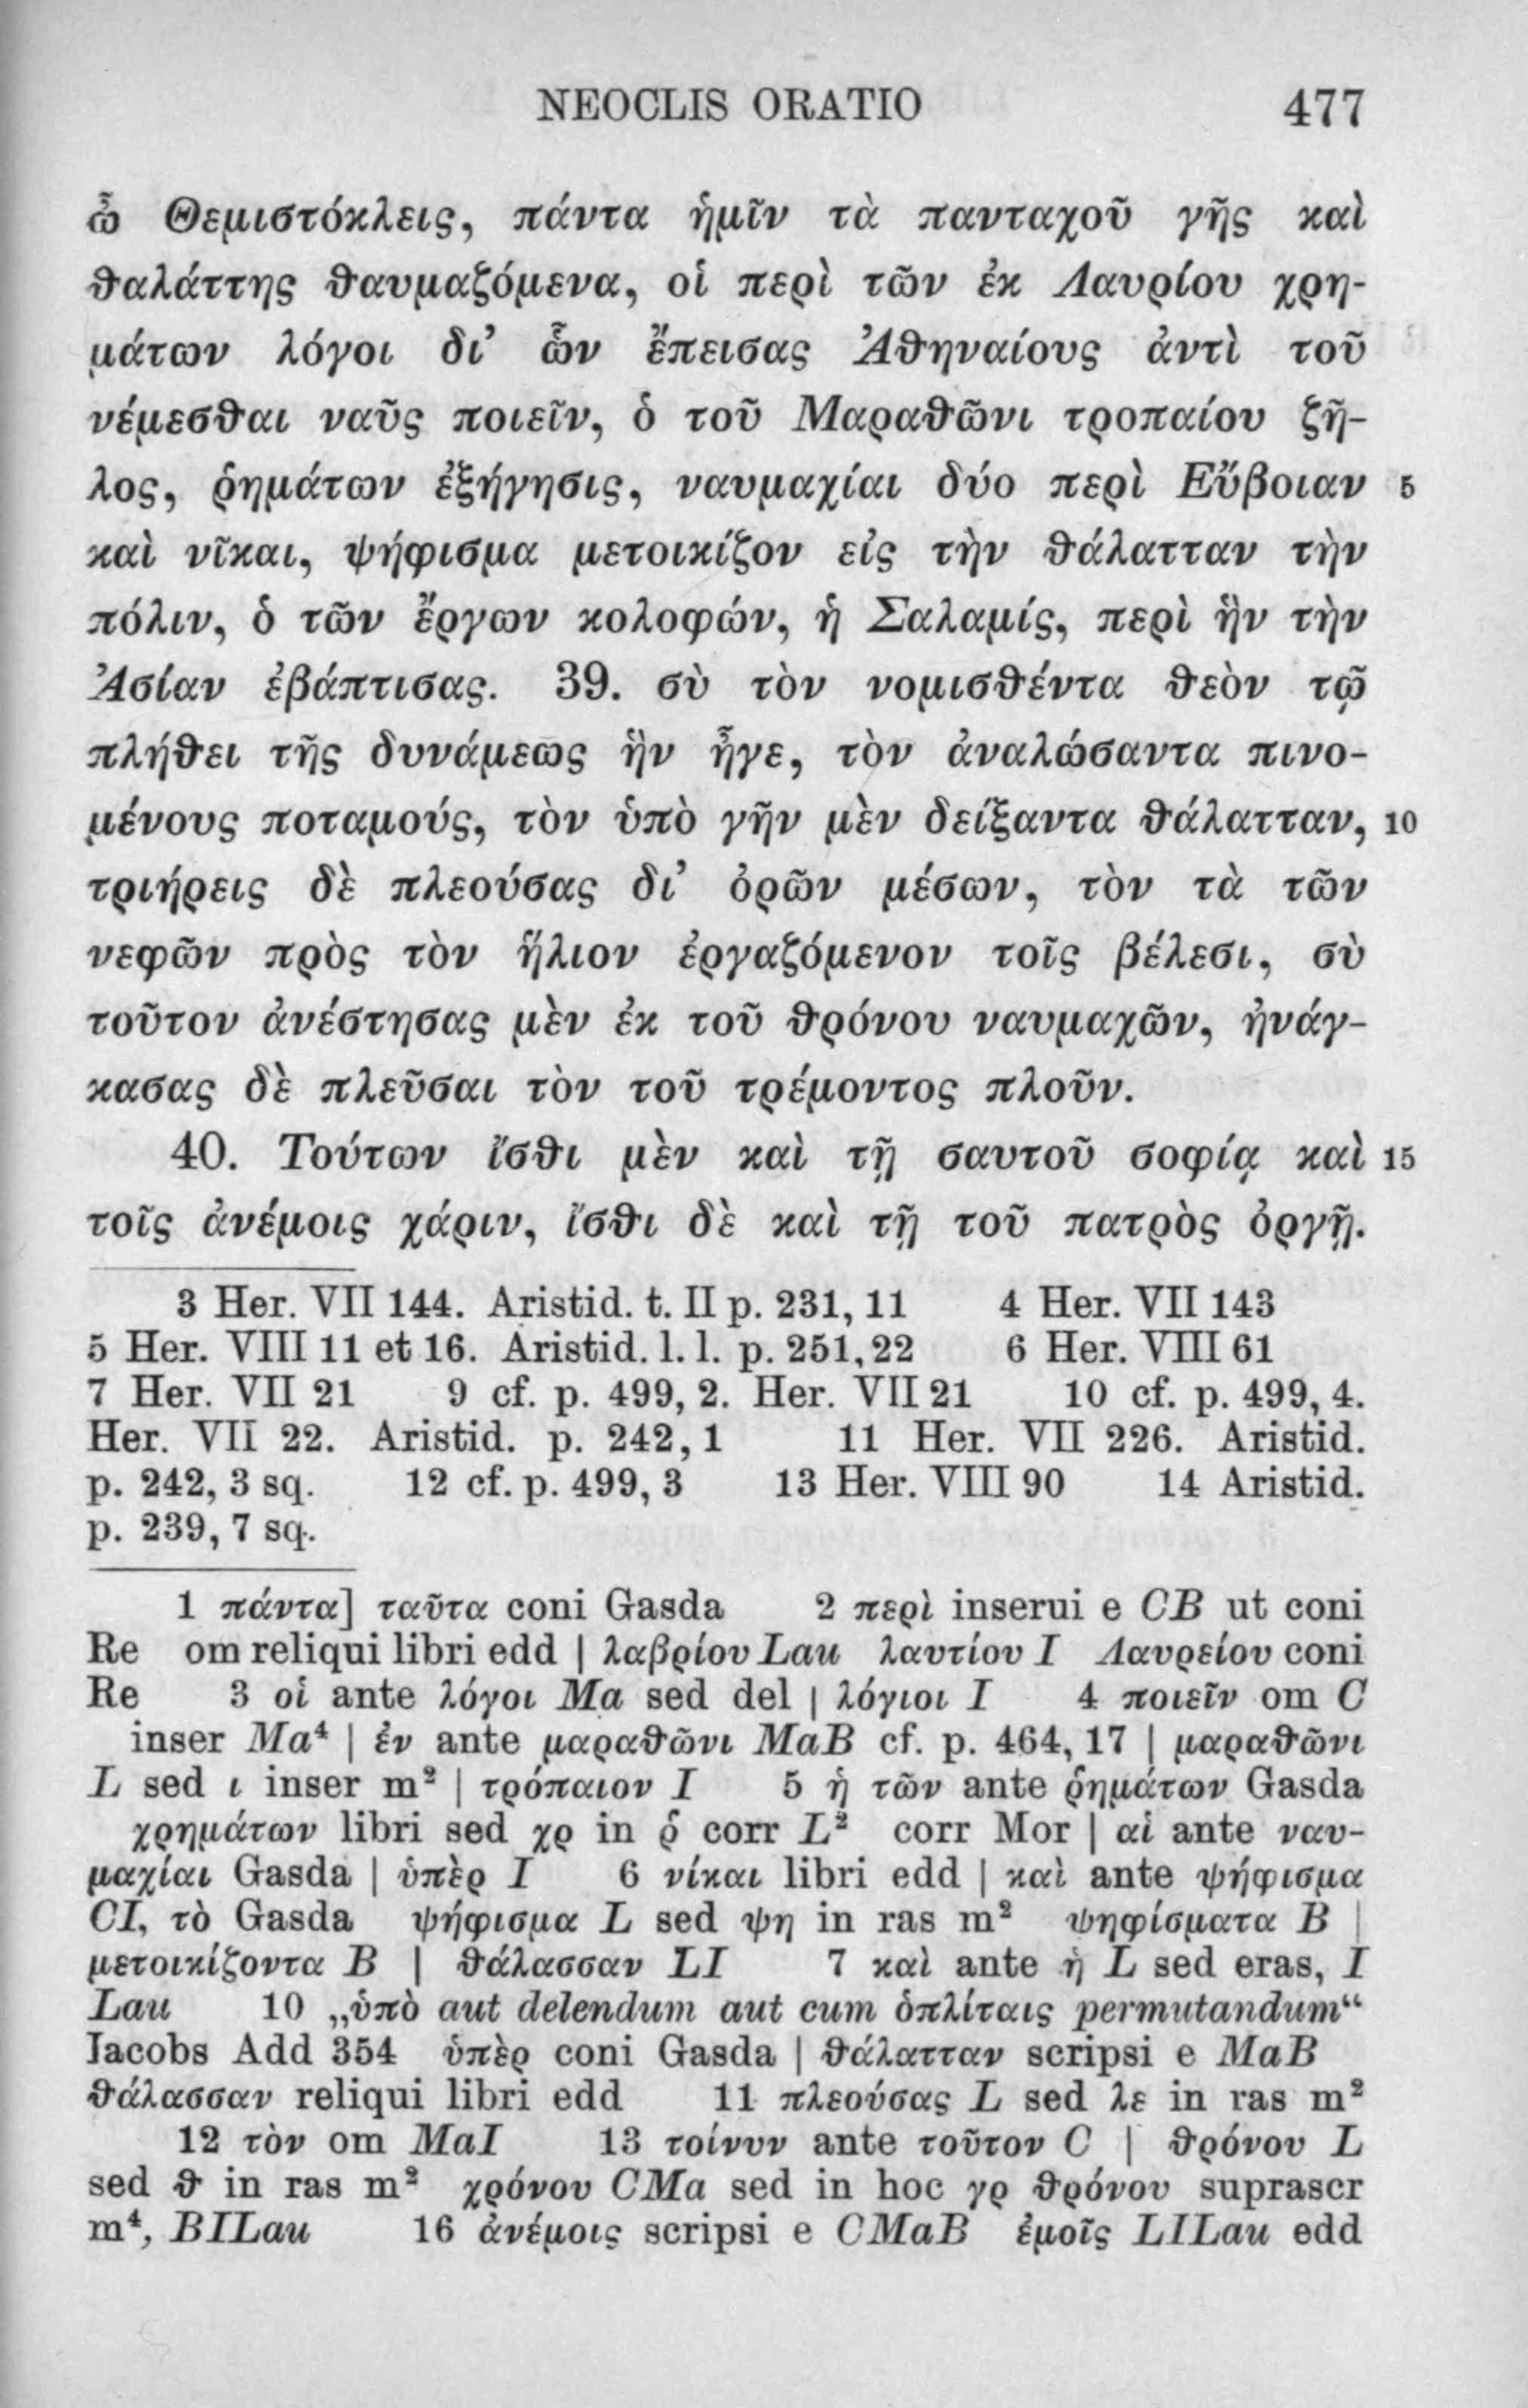 NEOCLIS ORATIO 477
ὦ Θεμιστόκλεις, πάντα ἡμῖν τὰ πανταχοῦ γῆς καὶ
θαλάττης θαυμαζόμενα, οἱ περὶ τῶν ἐκ Λαυρίου χρη-
μάτων λόγοι δι’ ὧν ἔπεισας Ἀθηναίους ἀντὶ τοῦ
νέμεσθαι ναῦς ποιεῖν, ὁ τοῦ Μαραθῶνι τροπαίου ζῆ-
λος, ῥημάτων ἐξήγησις, ναυμαχίαι δύο περὶ Εὔβοιαν 5
καὶ νῖκαι, ψήφισμα μετοικίζον εἰς τὴν θάλατταν τὴν
πόλιν, ὁ τῶν ἔργων κολοφών, ἡ Σαλαμίς, περὶ ἣν τὴν
Ἀσίαν ἐβάπτισας. 39. σὺ τὸν νομισθέντα θεὸν τῷ
πλήθει τῆς δυνάμεως ἣν ἦγε, τὸν ἀναλώσαντα πινο-
μένους ποταμούς, τὸν ὑπὸ γῆν μὲν δείξαντα θάλατταν, 10
τριήρεις δὲ πλεούσας δι’ ὀρῶν μέσων, τὸν τὰ τῶν
νεφῶν πρὸς τὸν ἥλιον ἐργαζόμενον τοῖς βέλεσι, σὺ
τοῦτον ἀνέστησας μὲν ἐκ τοῦ θρόνου ναυμαχῶν, ἠνάγ-
κασας δὲ πλεῦσαι τὸν τοῦ τρέμοντος πλοῦν.
40. Τούτων ἴσθι μὲν καὶ τῇ σαυτοῦ σοφίᾳ καὶ 15
τοῖς ἀνέμοις χάριν, ἴσθι δὲ καὶ τῇ τοῦ πατρὸς ὀργῇ.
3 Her. VII 144. Aristid. t. II p. 231, 11 4 Her. VII 143
5 Her. VIII 11 et 16. Aristid. l. l. p. 251, 22 6 Her. VIII 61
7 Her. VII 21 9 cf. p. 499, 2. Her. VII 21 10 cf. p. 499, 4.
Her. VII 22. Aristid. p. 242, 1 11 Her. VII 226. Aristid.
p. 242, 3 sq. 12 cf. p. 499, 3 13 Her. VIII 90 14 Aristid.
p. 239, 7 sq.
1 πάντα] ταῦτα coni Gasda 2 περὶ inserui e CB ut coni
Re om reliqui libri edd | λαβρίου Lau λαυτίου I Λαυρείου coni
Re 3 οἱ ante λόγοι Ma sed del | λόγιοι I 4 ποιεῖν om C
inser Ma⁴ | ἐν ante μαραθῶνι MaB cf. p. 464, 17 | μαραθῶνι
L sed ι inser m² | τρόπαιον I 5 ἡ τῶν ante ῥημάτων Gasda
χρημάτων libri sed χρ in ῥ corr L² corr Mor | αἱ ante ναυ-
μαχίαι Gasda | ὑπὲρ I 6 νίκαι libri edd | καὶ ante ψήφισμα
CI, τὸ Gasda ψήφισμα L sed ψη in ras m² ψηφίσματα B |
μετοικίζοντα B | θάλασσαν LI 7 καὶ ante ἡ L sed eras, I
Lau 10 „ὑπὸ aut delendum aut cum ὁπλίταις permutandum“
Iacobs Add 354 ὑπὲρ coni Gasda | θάλατταν scripsi e MaB
θάλασσαν reliqui libri edd 11 πλεούσας L sed λε in ras m²
12 τὸν om MaI 13 τοίνυν ante τοῦτον C | θρόνου L
sed θ in ras m² χρόνου CMa sed in hoc γρ θρόνου suprascr
m⁴, BILau 16 ἀνέμοις scripsi e CMaB ἐμοῖς LILau edd